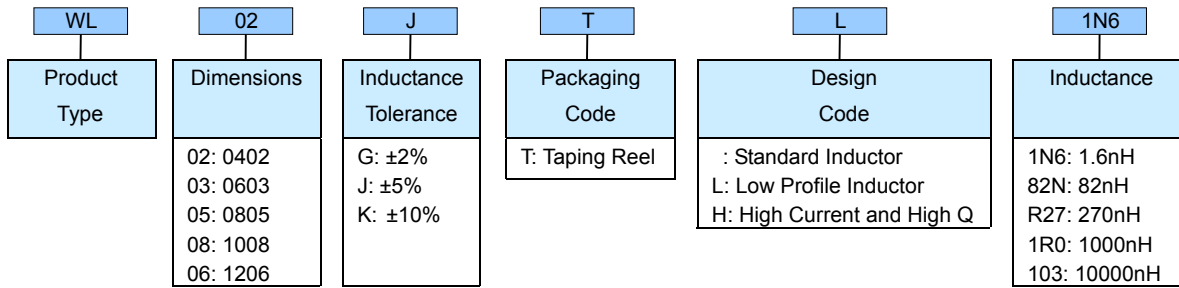 WL 02 J T L 1N6
Product Type
Dimensions
Inductance Tolerance
Packaging Code
Design Code
Inductance
02: 0402
03: 0603
05: 0805
08: 1008
06: 1206
G: ±2%
J: ±5%
K: ±10%
T: Taping Reel
: Standard Inductor
L: Low Profile Inductor
H: High Current and High Q
1N6: 1.6nH
82N: 82nH
R27: 270nH
1R0: 1000nH
103: 10000nH